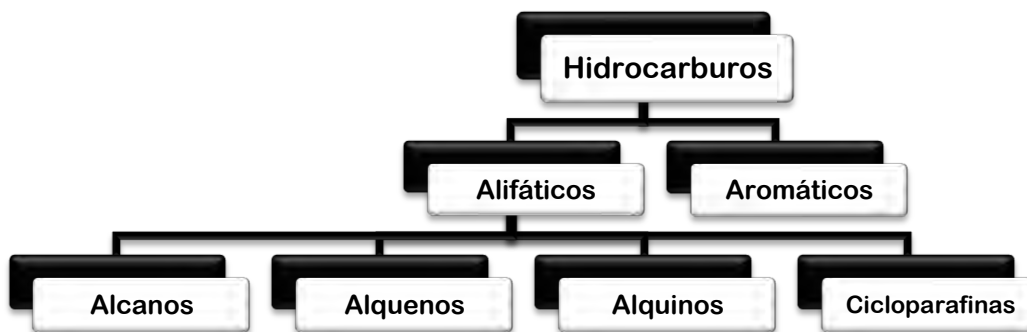 Hidrocarburos
Alifáticos
Aromáticos
Alcanos
Alquenos
Alquinos
Cicloparafinas